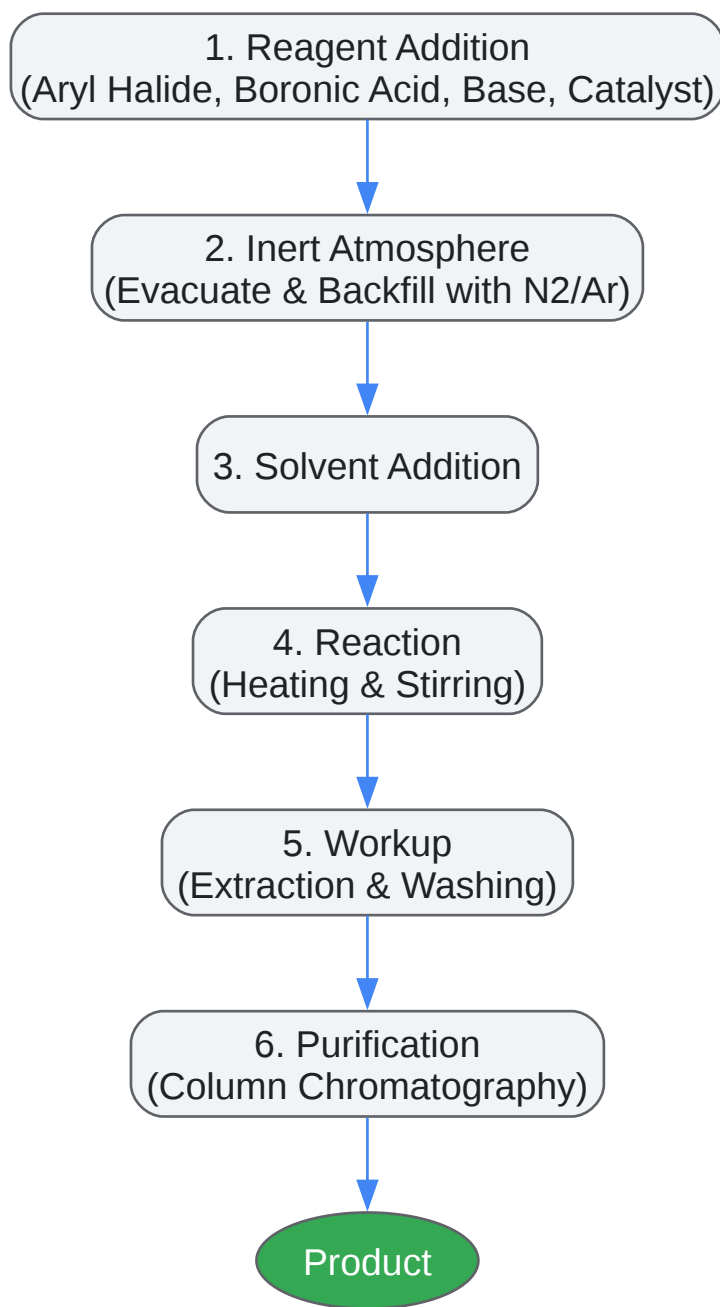 1. Reagent Addition
(Aryl Halide, Boronic Acid, Base, Catalyst)
2. Inert Atmosphere
(Evacuate & Backfill with N2/Ar)
3. Solvent Addition
4. Reaction
(Heating & Stirring)
5. Workup
(Extraction & Washing)
6. Purification
(Column Chromatography)
Product